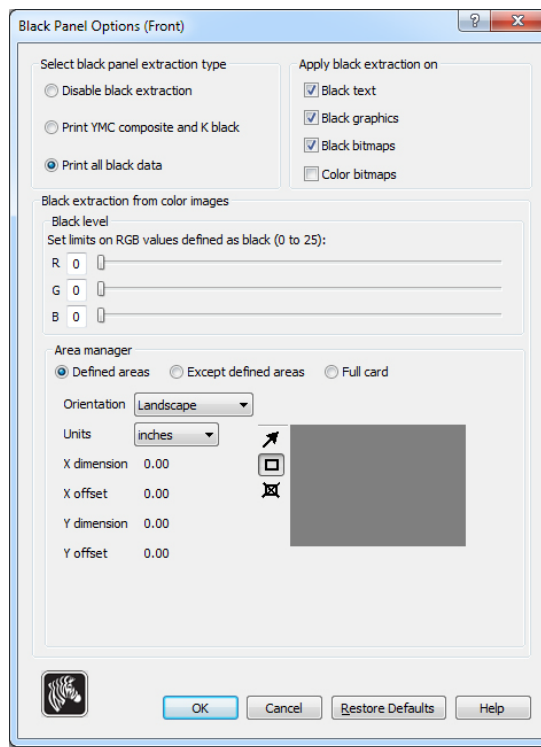 Black Panel Options (Front)
Select black panel extraction type
Disable black extraction
Print YMC composite and K black
Print all black data
Apply black extraction on
Black text
Black graphics
Black bitmaps
Color bitmaps
Black extraction from color images
Black level
Set limits on RGB values defined as black (0 to 25):
R 0
G 0
B 0
Area manager
Defined areas Except defined areas Full card
Orientation Landscape
Units inches
X dimension 0.00
X offset 0.00
Y dimension 0.00
Y offset 0.00
OK Cancel Restore Defaults Help